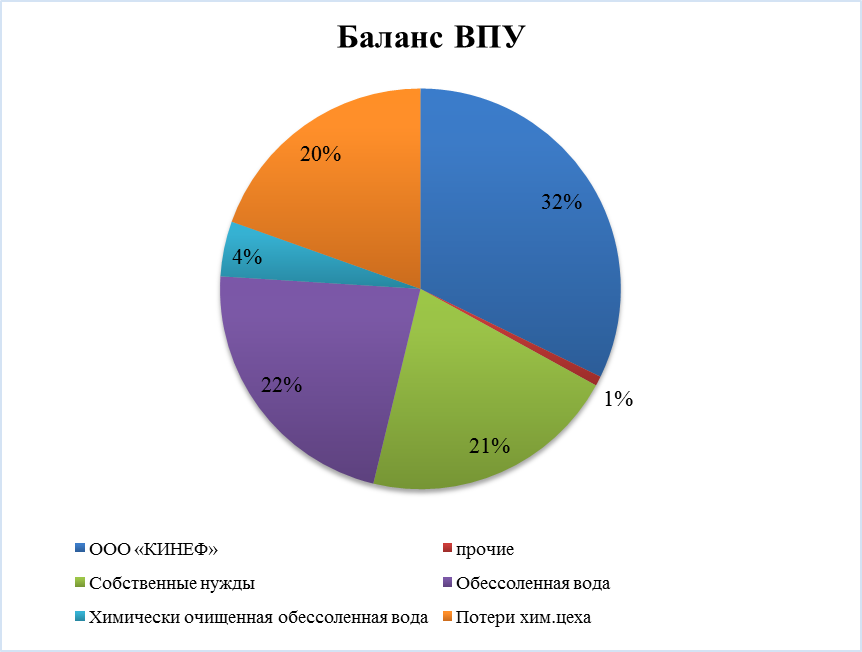 Баланс ВПУ
20%
32%
4%
22%
1%
21%
ООО «КИНЕФ»
прочие
Собственные нужды
Обессоленная вода
Химически очищенная обессоленная вода
Потери хим.цеха